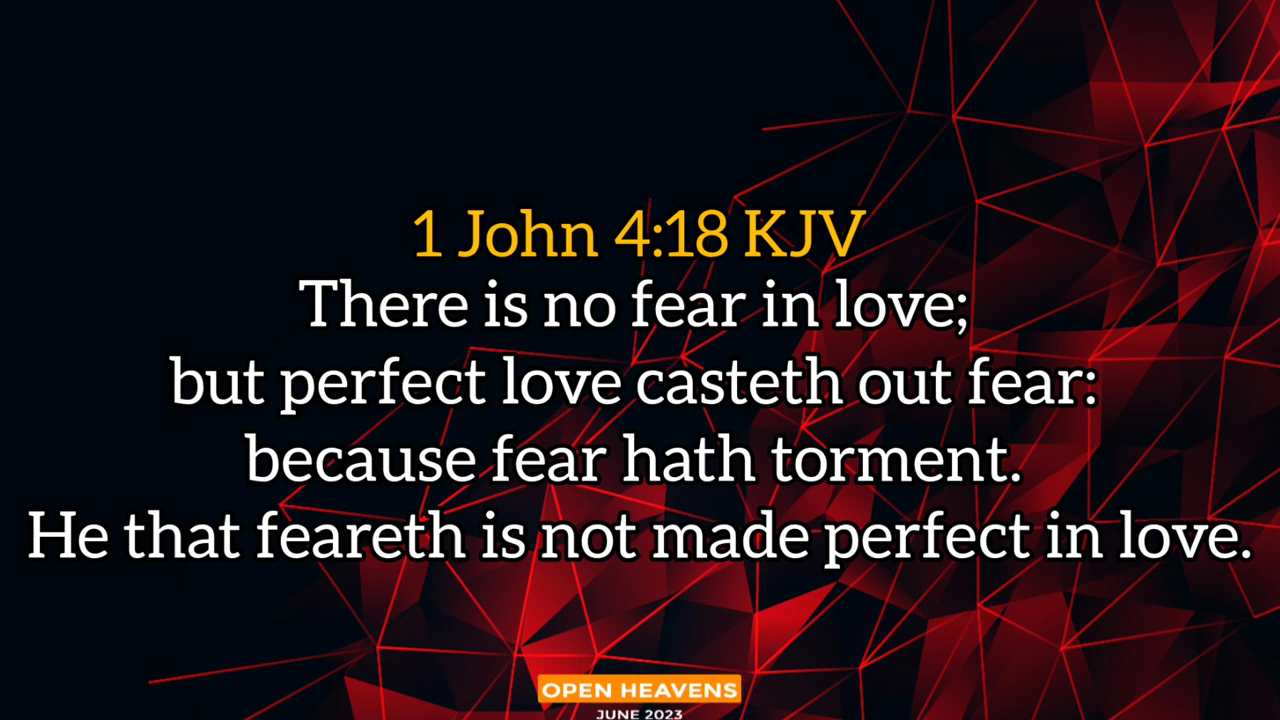 1 John 4:18 KJV
There is no fear in love;
but perfect love casteth out fear:
because fear hath torment.
He that feareth is not made perfect in love.
OPEN HEAVENS
JUNE 2023